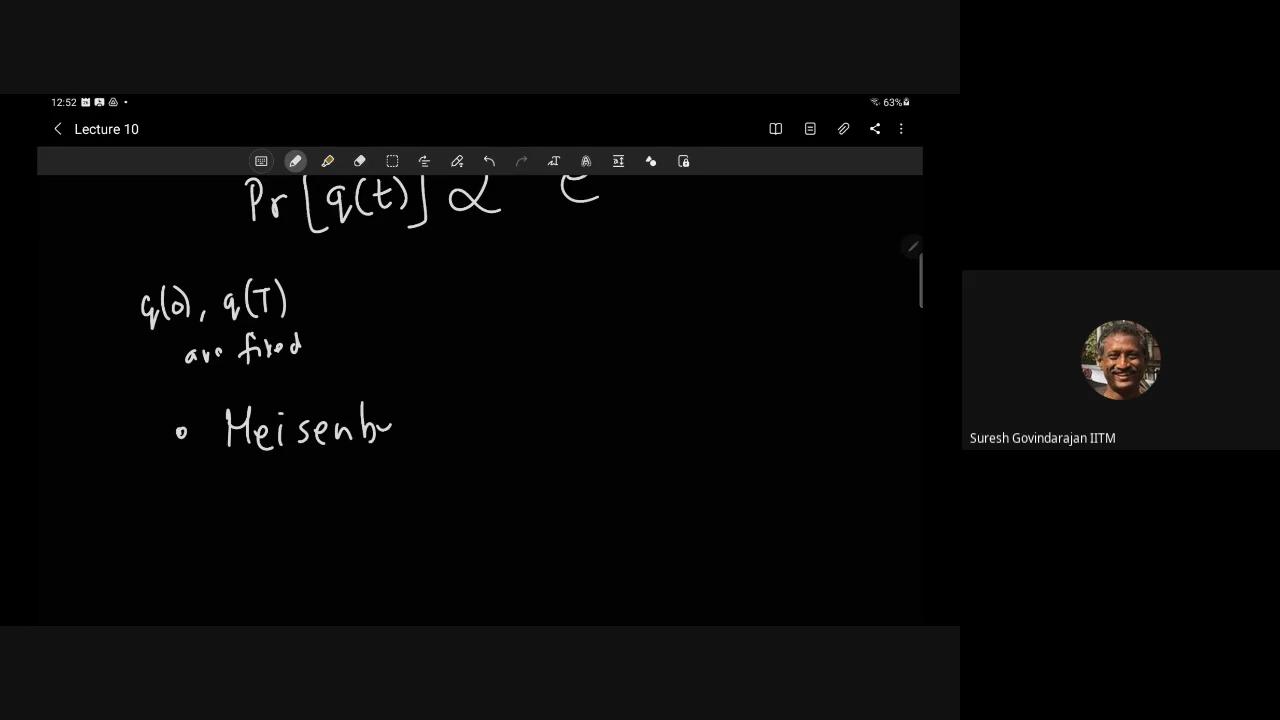 12:52
63%
Lecture 10
Pr[q(t)] ∝ e
q(0), q(T)
are fixed
Heisenb
Suresh Govindarajan IITM